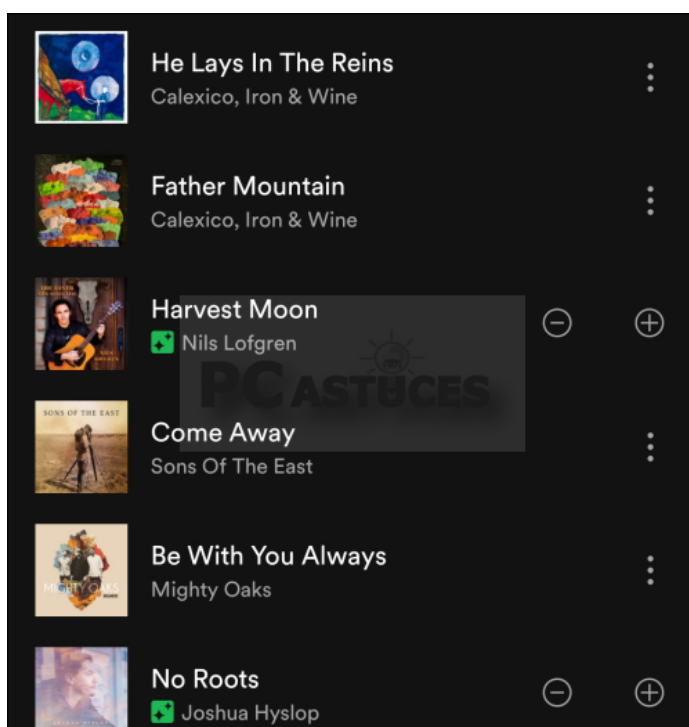 He Lays In The Reins
Calexico, Iron & Wine
Father Mountain
Calexico, Iron & Wine
Harvest Moon
Nils Lofgren
PC ASTUCES
SONS OF THE EAST
Come Away
Sons Of The East
Be With You Always
MIGHTY OAKS
Mighty Oaks
No Roots
Joshua Hyslop